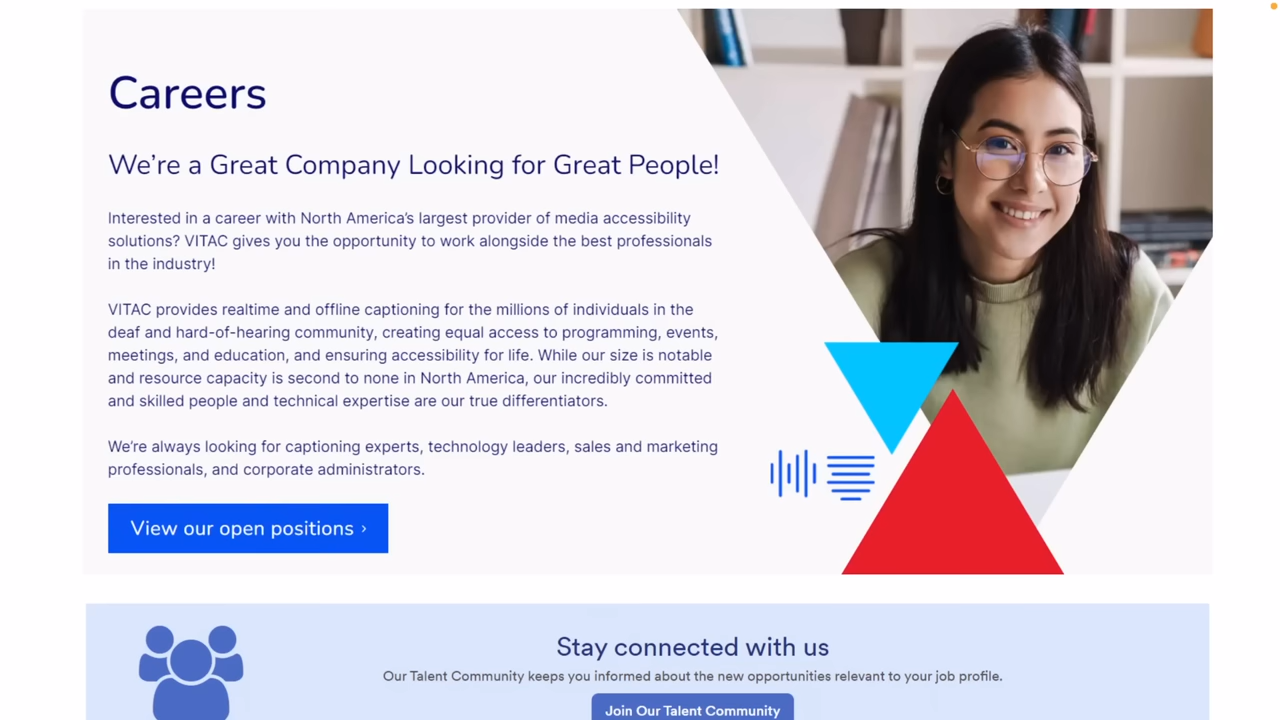 Careers
We’re a Great Company Looking for Great People!
Interested in a career with North America’s largest provider of media accessibility
solutions? VITAC gives you the opportunity to work alongside the best professionals
in the industry!
VITAC provides realtime and offline captioning for the millions of individuals in the
deaf and hard-of-hearing community, creating equal access to programming, events,
meetings, and education, and ensuring accessibility for life. While our size is notable
and resource capacity is second to none in North America, our incredibly committed
and skilled people and technical expertise are our true differentiators.
We’re always looking for captioning experts, technology leaders, sales and marketing
professionals, and corporate administrators.
View our open positions ›
Stay connected with us
Our Talent Community keeps you informed about the new opportunities relevant to your job profile.
Join Our Talent Community